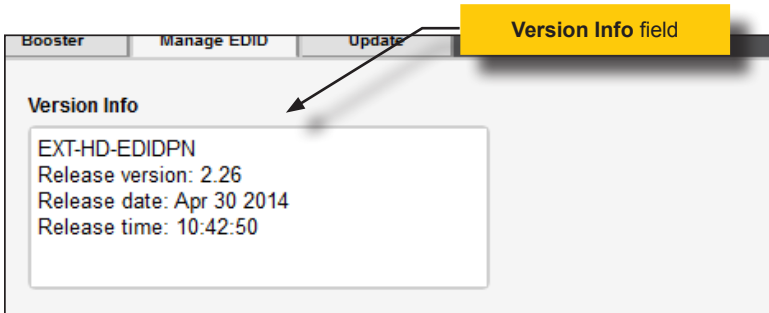 Version Info field
Booster Manage EDID Update
Version Info
EXT-HD-EDIDPN
Release version: 2.26
Release date: Apr 30 2014
Release time: 10:42:50